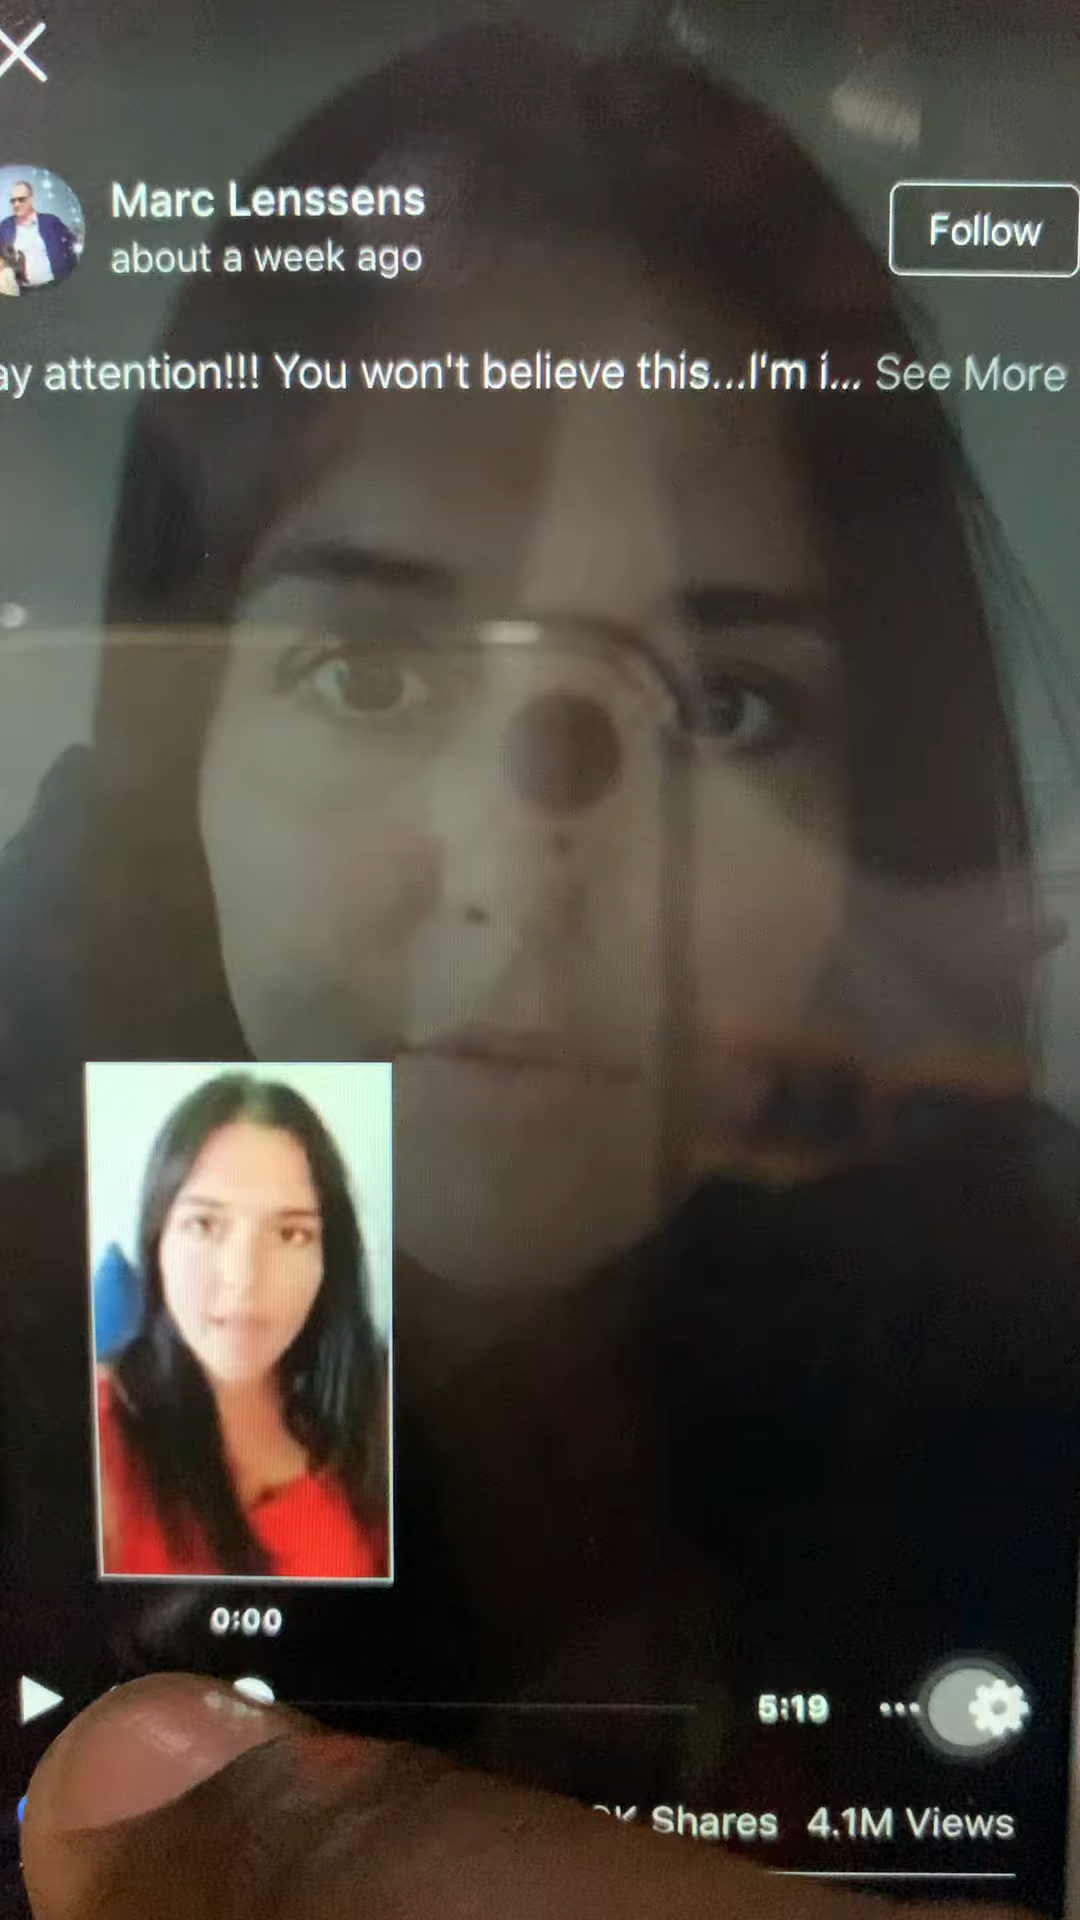 Marc Lenssens
about a week ago
Follow
ay attention!!! You won't believe this...I'm i... See More
0:00
5:19
Shares 4.1M Views